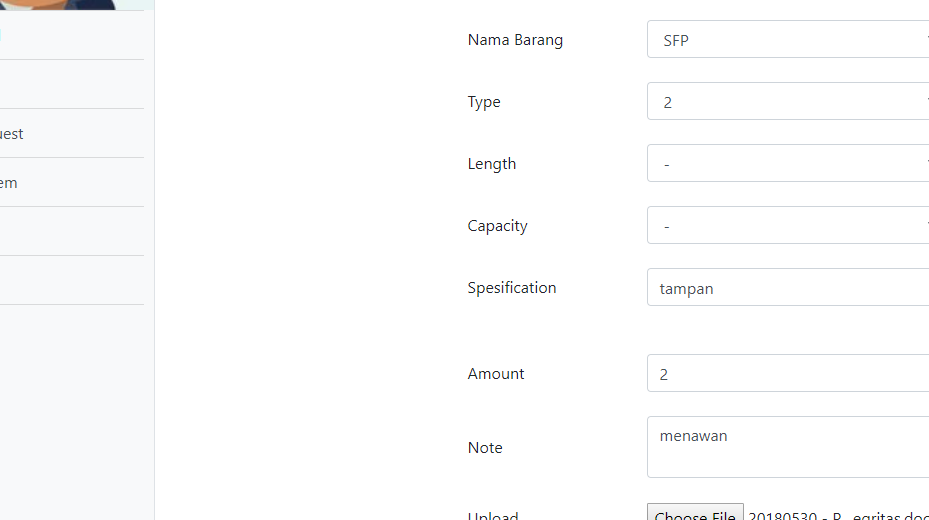 Nama Barang SFP
Type 2
uest
Length -
em
Capacity -
Spesification tampan
Amount 2
Note menawan
Upload Choose File 20180530 - P...egritas.doc